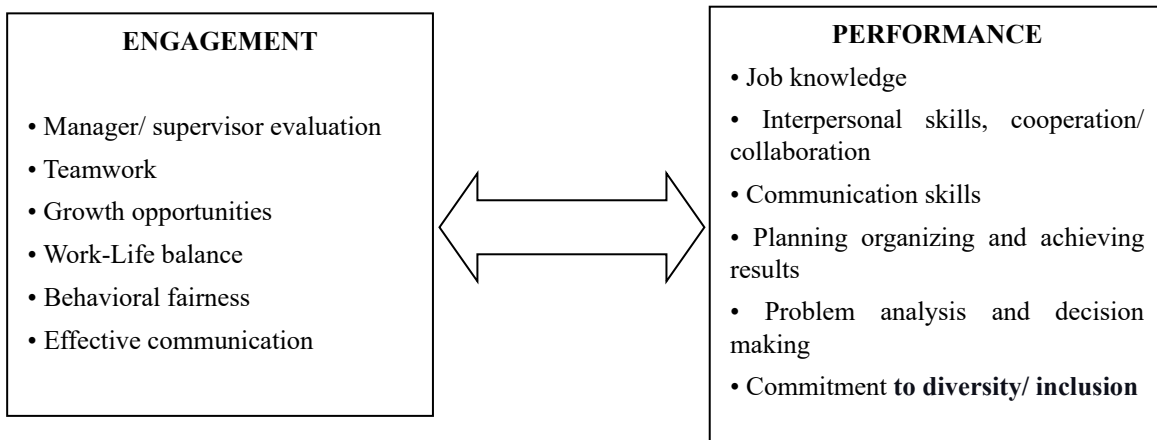 ENGAGEMENT
• Manager/ supervisor evaluation
• Teamwork
• Growth opportunities
• Work-Life balance
• Behavioral fairness
• Effective communication
PERFORMANCE
• Job knowledge
• Interpersonal skills, cooperation/
collaboration
• Communication skills
• Planning organizing and achieving
results
• Problem analysis and decision
making
• Commitment to diversity/ inclusion